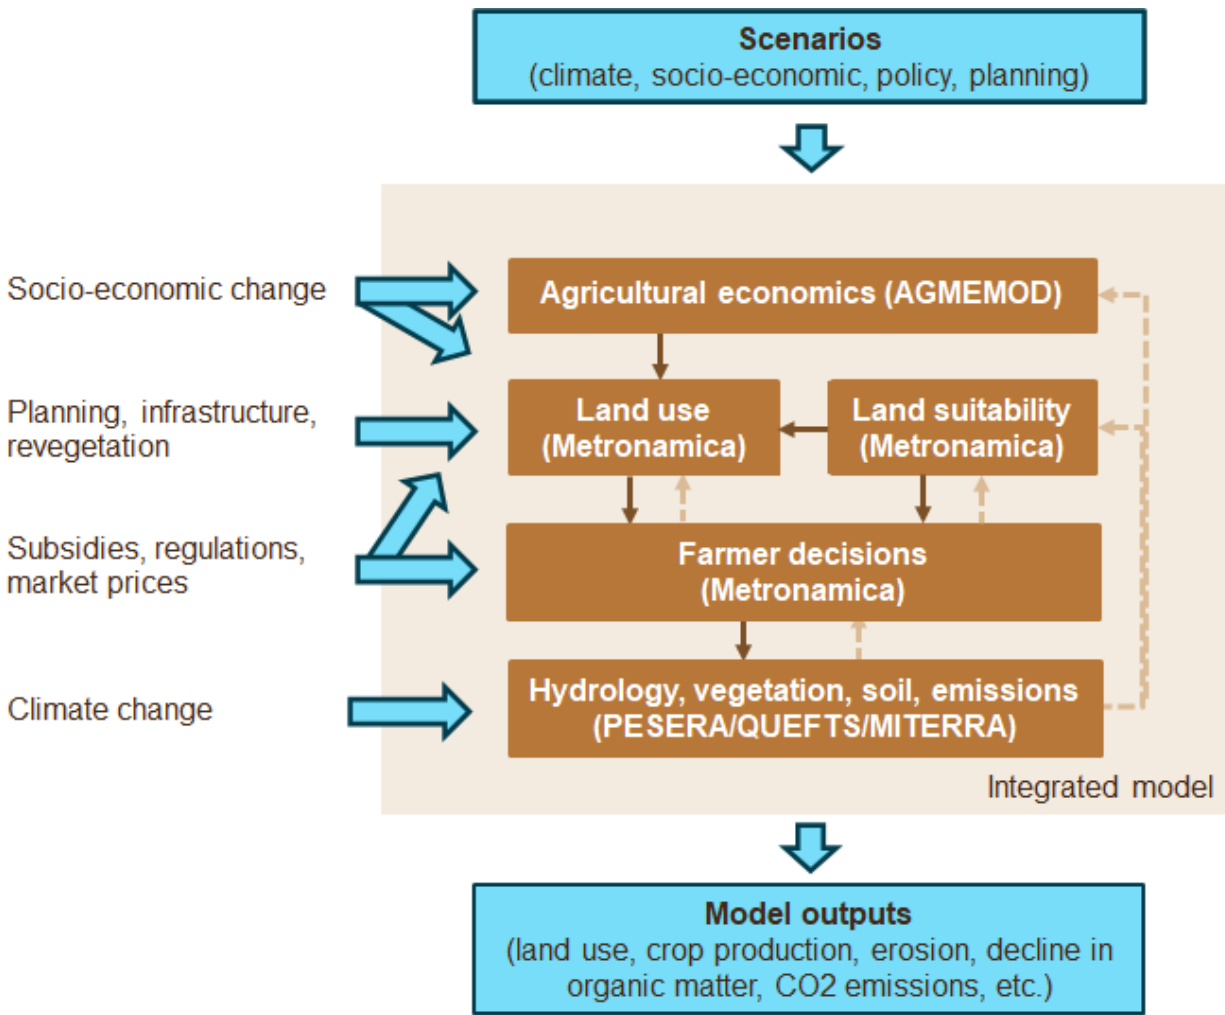 Scenarios
(climate, socio-economic, policy, planning)
Socio-economic change
Agricultural economics (AGMEMOD)
Planning, infrastructure,
revegetation
Land use
(Metronamica)
Land suitability
(Metronamica)
Subsidies, regulations,
market prices
Farmer decisions
(Metronamica)
Climate change
Hydrology, vegetation, soil, emissions
(PESERA/QUEFTS/MITERRA)
Integrated model
Model outputs
(land use, crop production, erosion, decline in
organic matter, CO2 emissions, etc.)